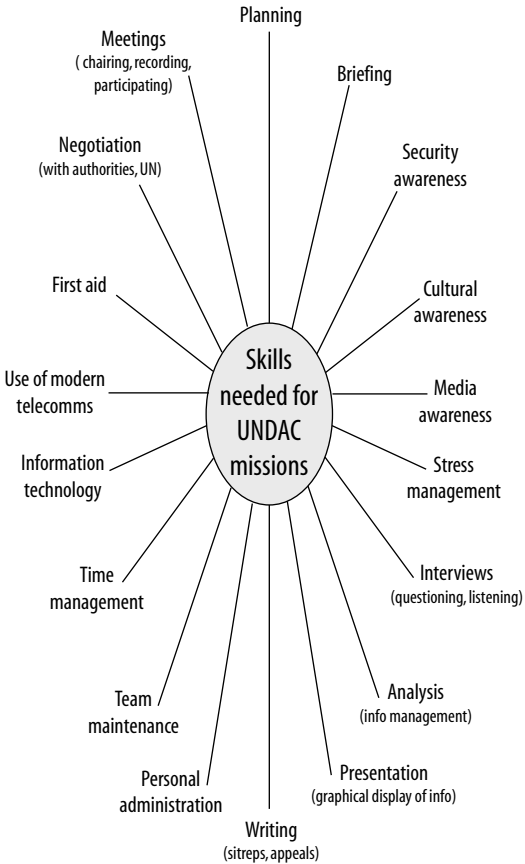 Planning
Meetings
( chairing, recording,
participating)
Briefing
Negotiation
(with authorities, UN)
Security
awareness
First aid
Cultural
awareness
Skills
needed for
UNDAC
missions
Use of modern
telecomms
Media
awareness
Information
technology
Stress
management
Time
management
Interviews
(questioning, listening)
Team
maintenance
Analysis
(info management)
Personal
administration
Presentation
(graphical display of info)
Writing
(sitreps, appeals)